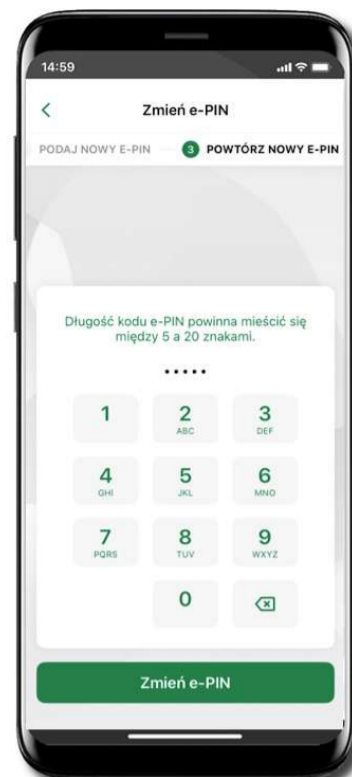 14:59
Zmień e-PIN
PODAJ NOWY E-PIN 3 POWTÓRZ NOWY E-PIN
Długość kodu e-PIN powinna mieścić się
między 5 a 20 znakami.
•••••
1 2 3
ABC DEF
4 5 6
GHI JKL MNO
7 8 9
PQRS TUV WXYZ
0
Zmień e-PIN